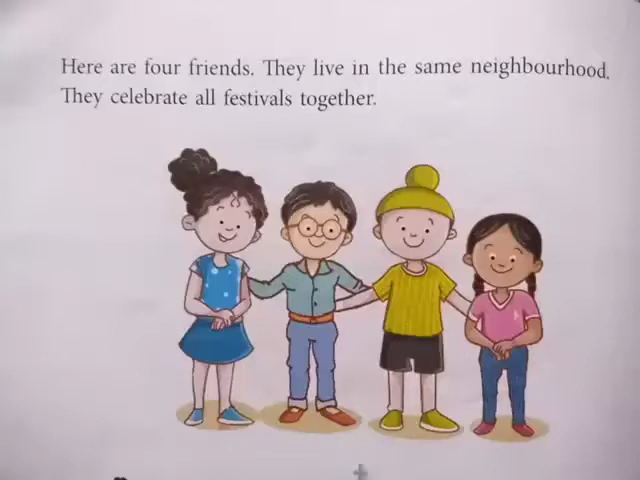 Here are four friends. They live in the same neighbourhood.
They celebrate all festivals together.